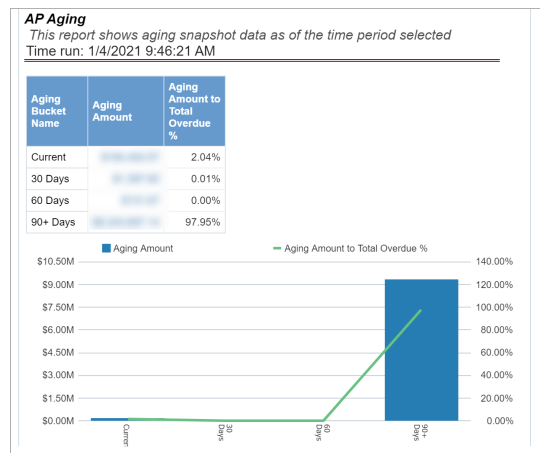 AP Aging
This report shows aging snapshot data as of the time period selected
Time run: 1/4/2021 9:46:21 AM
Aging Bucket Name
Aging Amount
Aging Amount to Total Overdue %
Current 2.04%
30 Days 0.01%
60 Days 0.00%
90+ Days 97.95%
Aging Amount
Aging Amount to Total Overdue %
$10.50M 140.00%
$9.00M 120.00%
$7.50M 100.00%
$6.00M 80.00%
$4.50M 60.00%
$3.00M 40.00%
$1.50M 20.00%
$0.00M 0.00%
Curren
30 Days
60 Days
90+ Days